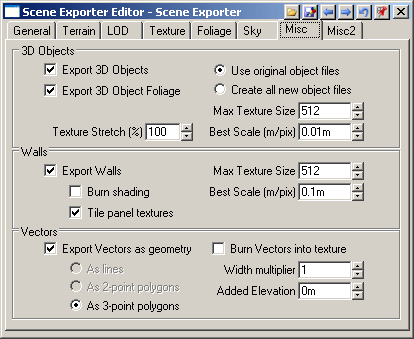 Scene Exporter Editor - Scene Exporter
General Terrain LOD Texture Foliage Sky Misc Misc2
3D Objects
Export 3D Objects
Use original object files
Export 3D Object Foliage
Create all new object files
Max Texture Size 512
Texture Stretch (%) 100 Best Scale (m/pix) 0.01m
Walls
Export Walls Max Texture Size 512
Burn shading Best Scale (m/pix) 0.1m
Tile panel textures
Vectors
Export Vectors as geometry Burn Vectors into texture
As lines Width multiplier 1
As 2-point polygons Added Elevation 0m
As 3-point polygons